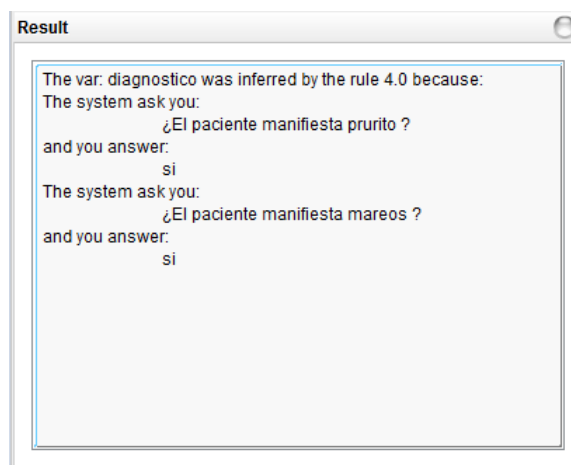 Result
The var: diagnostico was inferred by the rule 4.0 because:
The system ask you:
¿El paciente manifiesta prurito ?
and you answer:
si
The system ask you:
¿El paciente manifiesta mareos ?
and you answer:
si